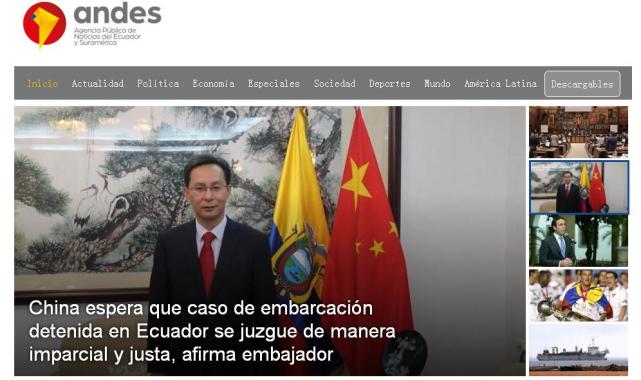 andes
Agencia Pública de
Noticias del Ecuador
y Suramérica
Inicio Actualidad Política Economía Especiales Sociedad Deportes Mundo América Latina Descargables
China espera que caso de embarcación
detenida en Ecuador se juzgue de manera
imparcial y justa, afirma embajador